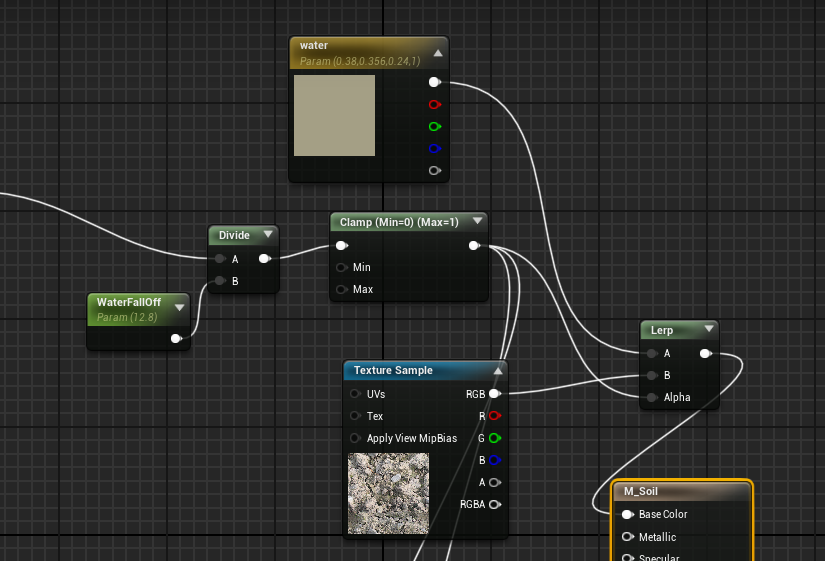 water
Param (0.38,0.356,0.24,1)
Clamp (Min=0) (Max=1)
Divide
A
B
Min
Max
WaterFallOff
Param (12.8)
Lerp
A
B
Alpha
Texture Sample
UVs
RGB
Tex
R
Apply View MipBias
G
B
A
RGBA
M_Soil
Base Color
Metallic
Specular